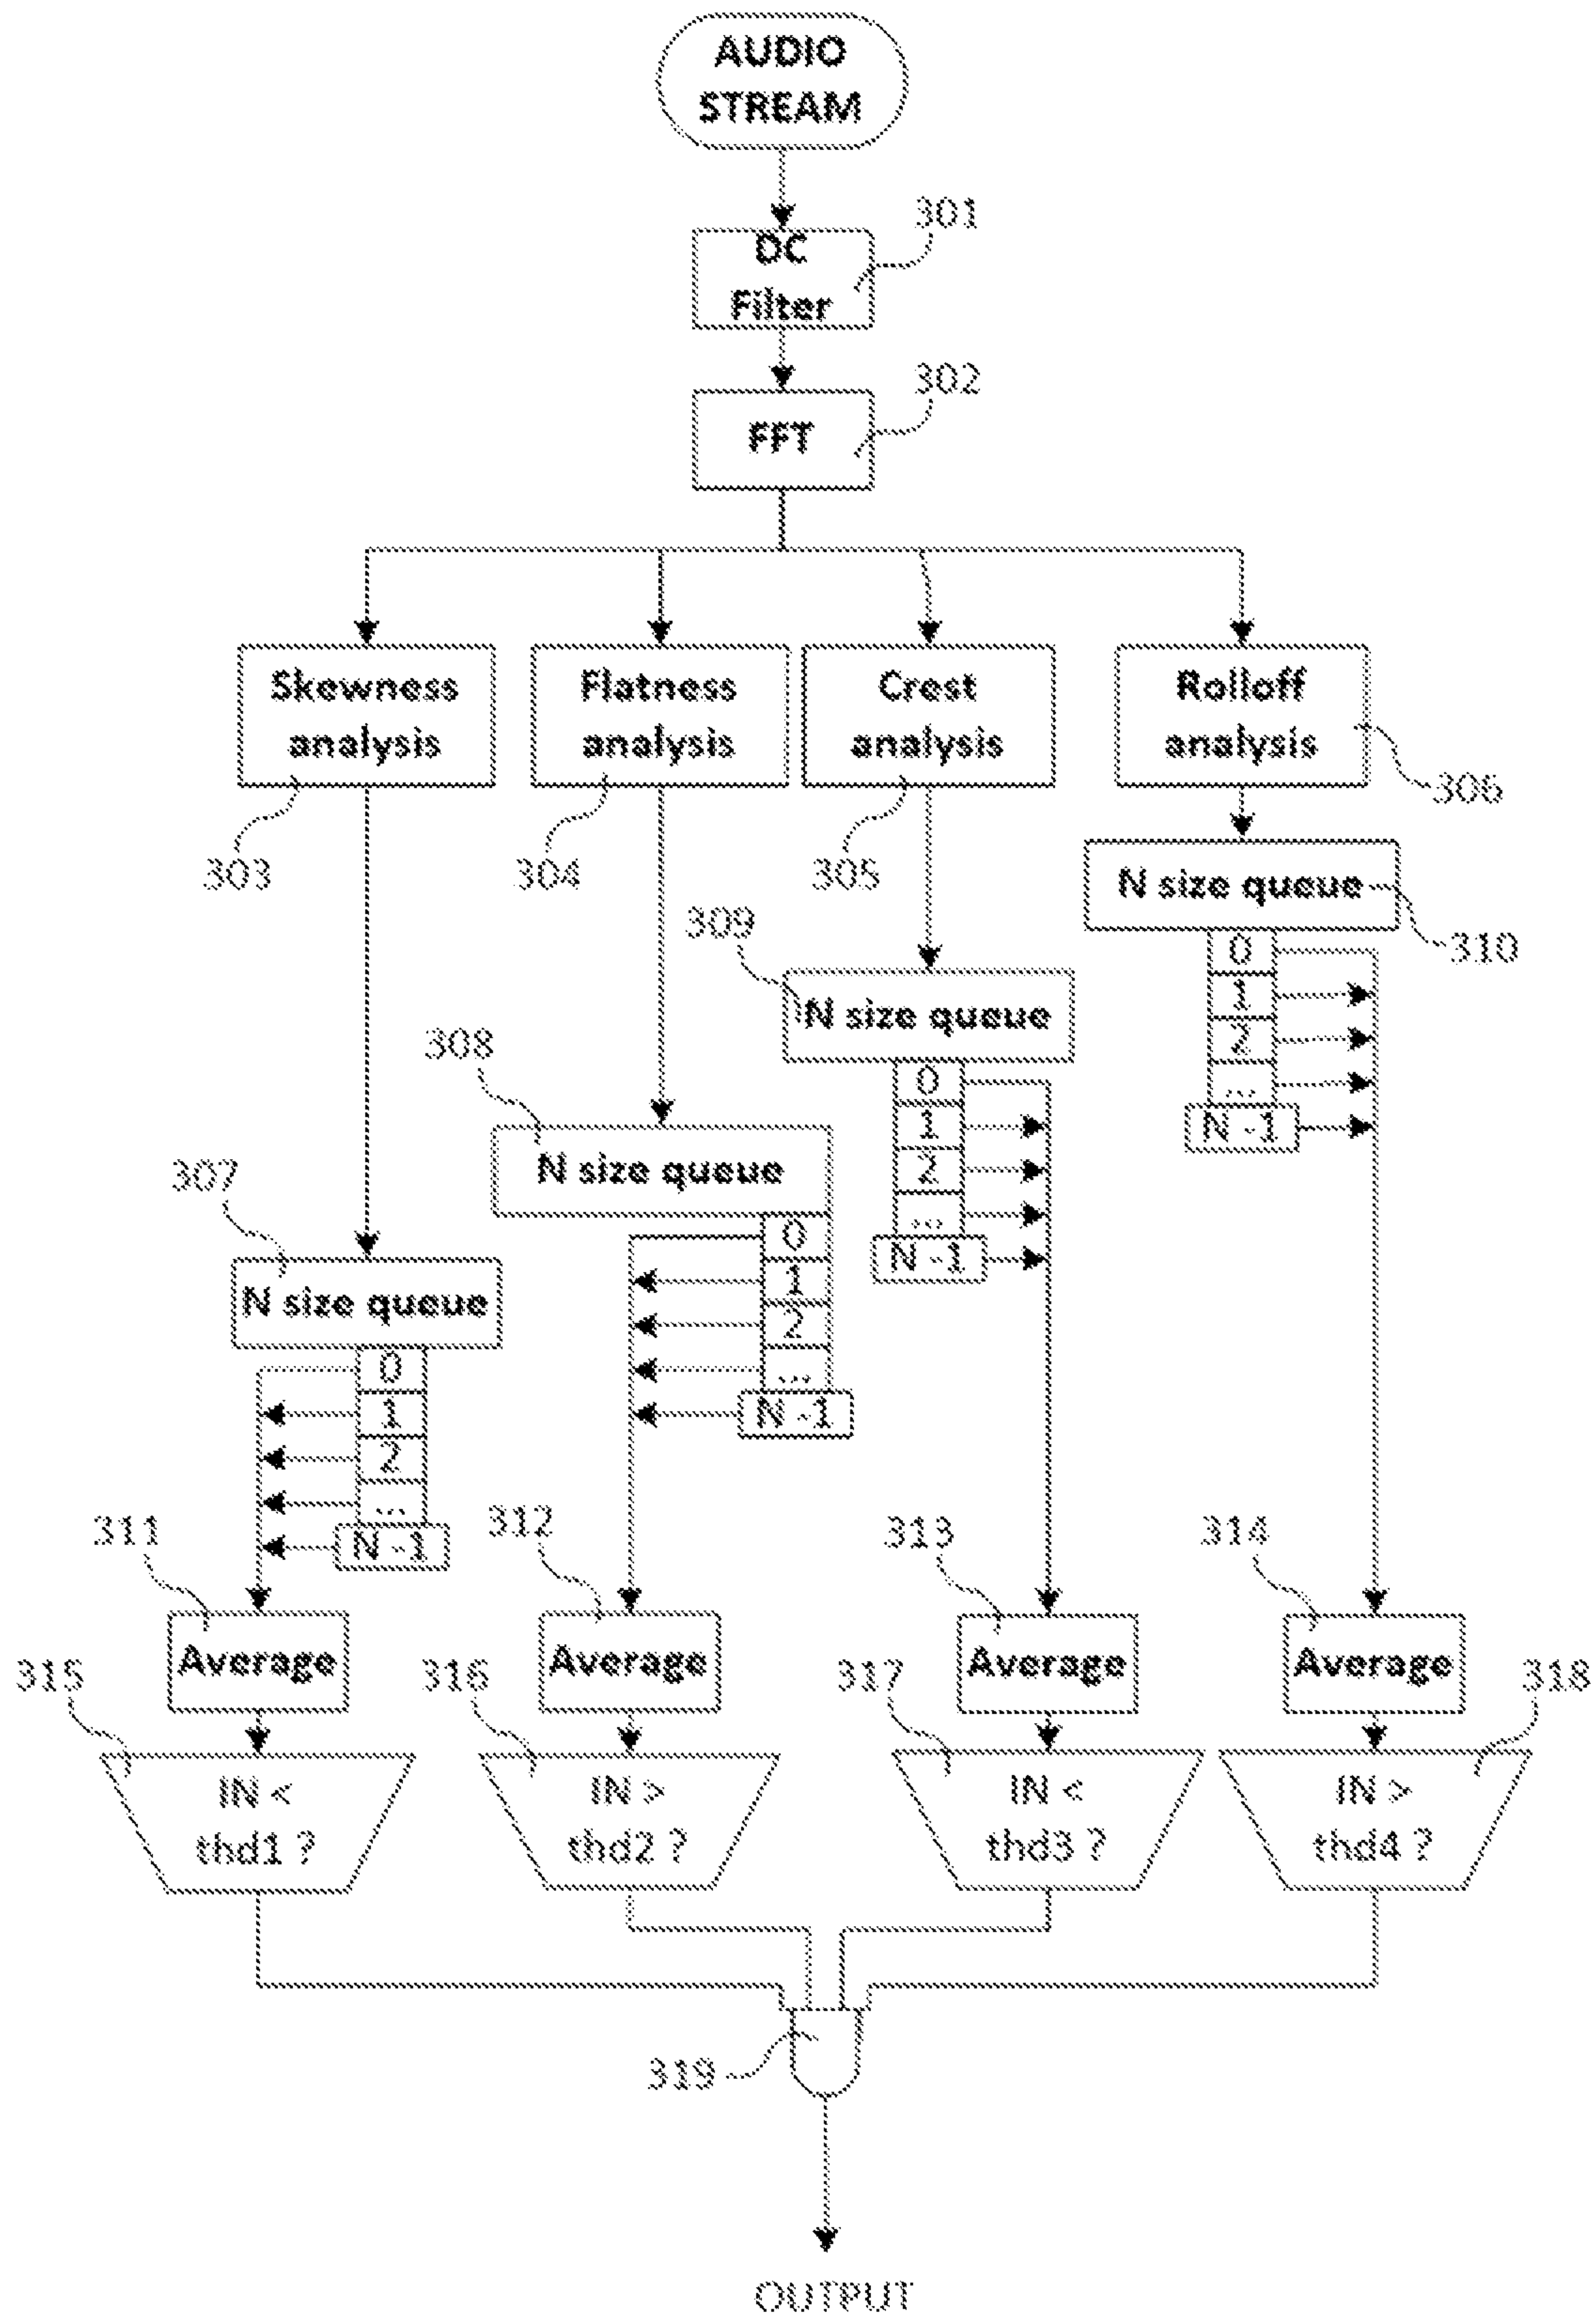 AUDIO
STREAM
301
DC
Filter
302
FFT
Skewness
analysis
Flatness
analysis
Crest
analysis
Rolloff
analysis
303
304
305
306
N size queue
310
0
1
2
...
N -1
309
N size queue
0
1
2
...
N -1
308
N size queue
0
1
2
...
N -1
307
N size queue
0
1
2
...
N -1
311
312
313
314
Average
Average
Average
Average
315
316
317
318
IN <
thd1 ?
IN >
thd2 ?
IN <
thd3 ?
IN >
thd4 ?
319
OUTPUT